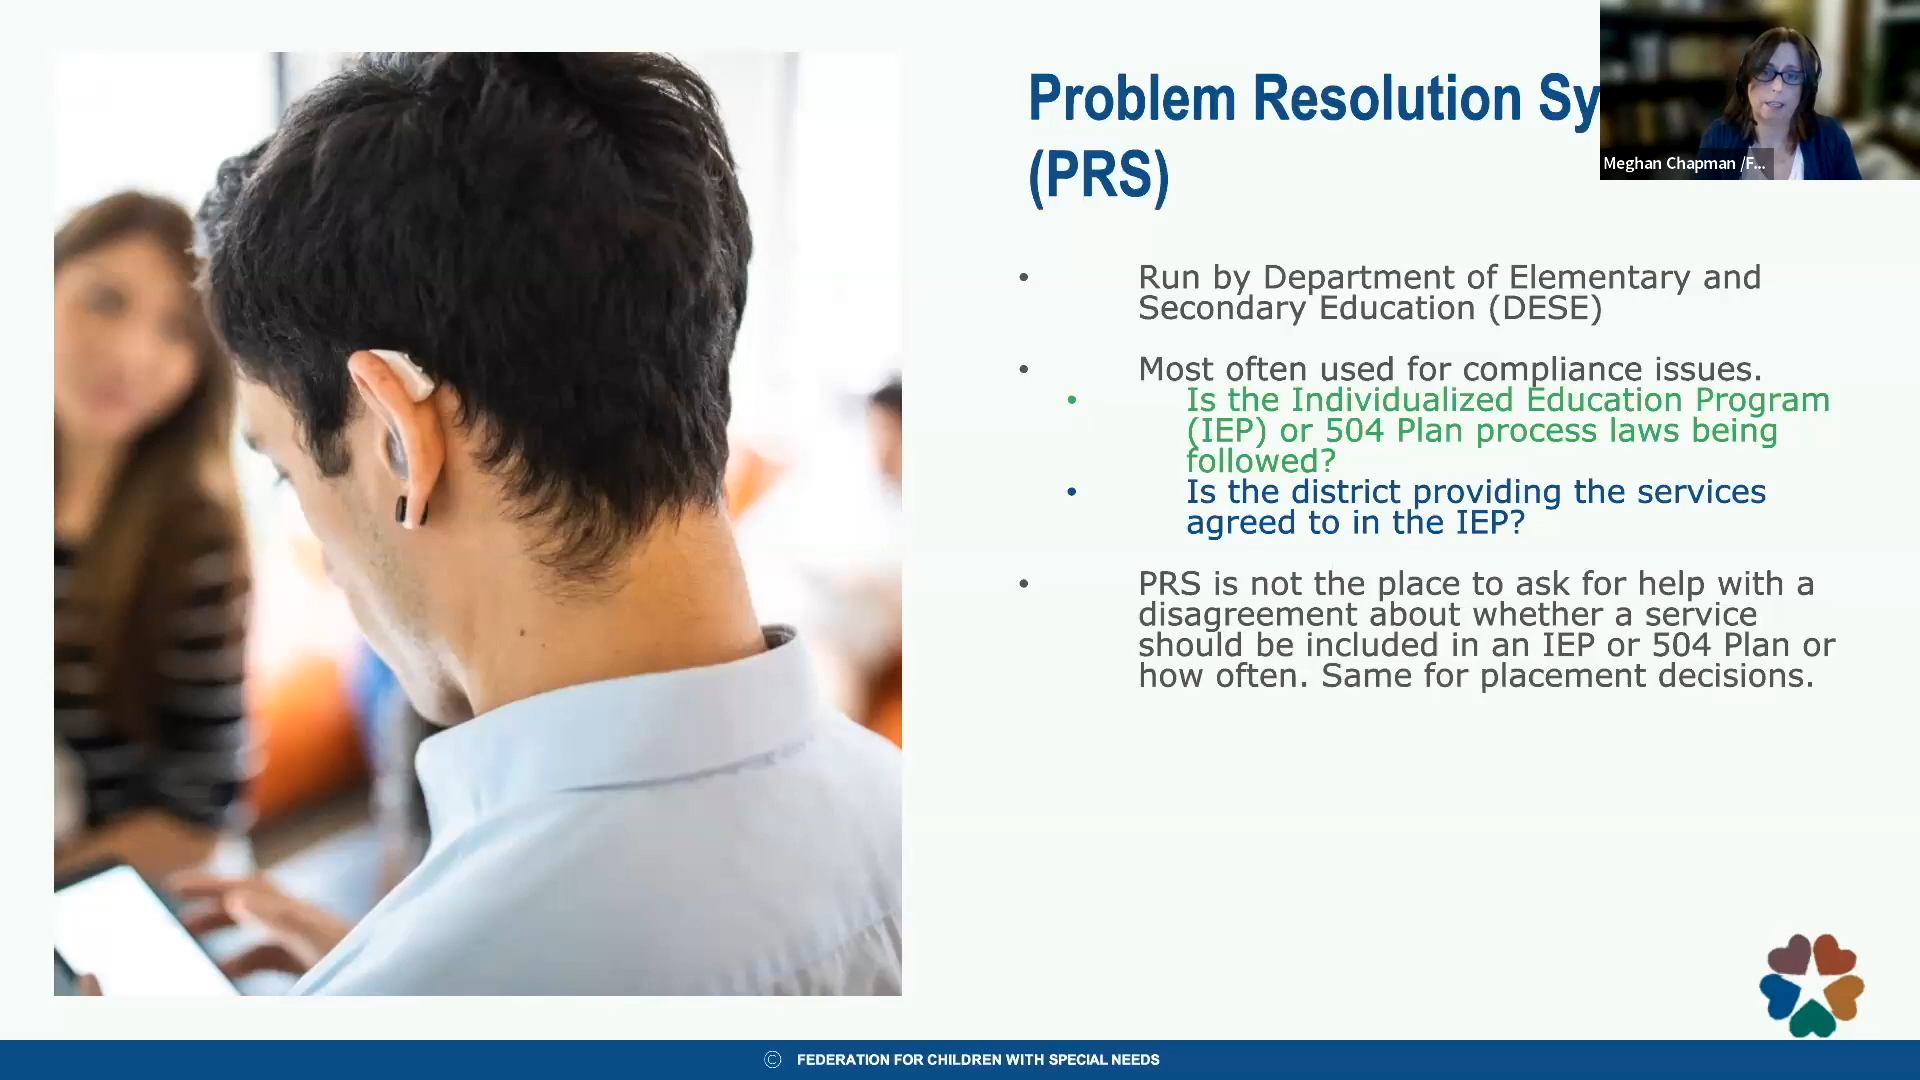 Problem Resolution Sy
(PRS)
Meghan Chapman /F...
• Run by Department of Elementary and
Secondary Education (DESE)
• Most often used for compliance issues.
• Is the Individualized Education Program
(IEP) or 504 Plan process laws being
followed?
• Is the district providing the services
agreed to in the IEP?
• PRS is not the place to ask for help with a
disagreement about whether a service
should be included in an IEP or 504 Plan or
how often. Same for placement decisions.
© FEDERATION FOR CHILDREN WITH SPECIAL NEEDS